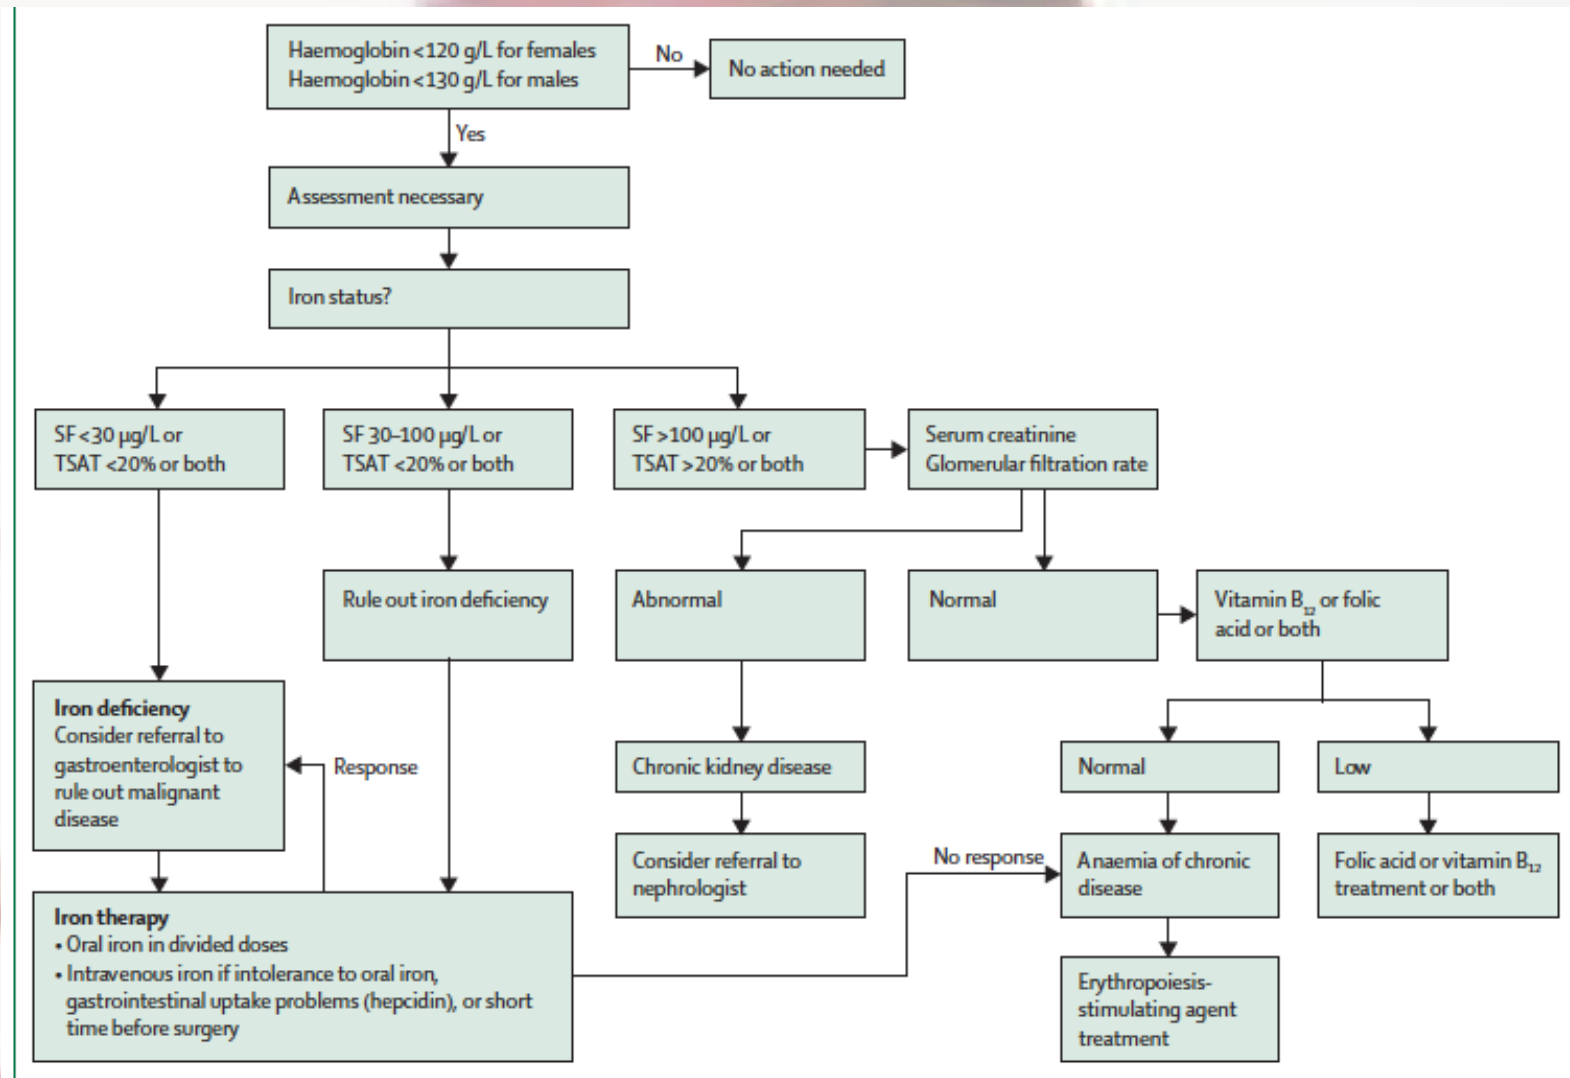 Haemoglobin <120 g/L for females
Haemoglobin <130 g/L for males
No
No action needed
Yes
Assessment necessary
Iron status?
SF <30 µg/L or
TSAT <20% or both
SF 30–100 µg/L or
TSAT <20% or both
SF >100 µg/L or
TSAT >20% or both
Serum creatinine
Glomerular filtration rate
Rule out iron deficiency
Abnormal
Normal
Vitamin B12 or folic
acid or both
Iron deficiency
Consider referral to
gastroenterologist to
rule out malignant
disease
Response
Chronic kidney disease
Normal
Low
Consider referral to
nephrologist
No response
Anaemia of chronic
disease
Folic acid or vitamin B12
treatment or both
Iron therapy
• Oral iron in divided doses
• Intravenous iron if intolerance to oral iron,
gastrointestinal uptake problems (hepcidin), or short
time before surgery
Erythropoiesis-
stimulating agent
treatment